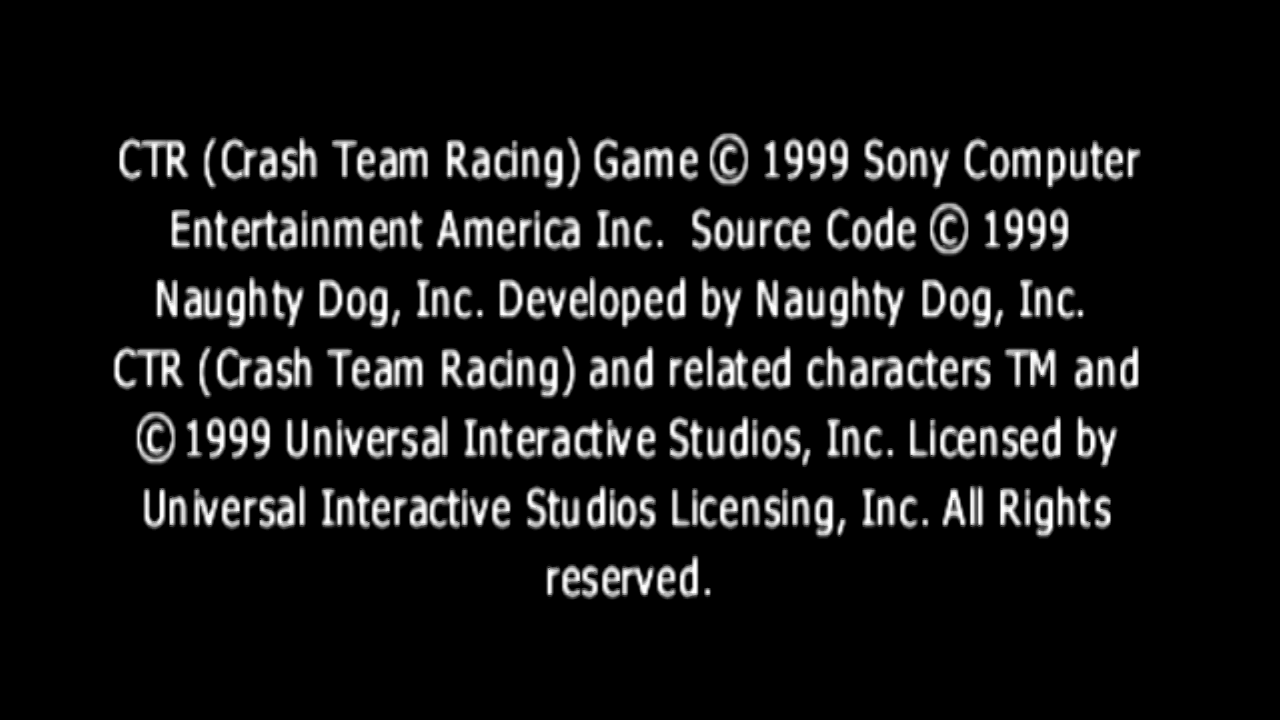 CTR (Crash Team Racing) Game © 1999 Sony Computer
Entertainment America Inc.  Source Code © 1999
Naughty Dog, Inc. Developed by Naughty Dog, Inc.
CTR (Crash Team Racing) and related characters TM and
© 1999 Universal Interactive Studios, Inc. Licensed by
Universal Interactive Studios Licensing, Inc. All Rights
reserved.